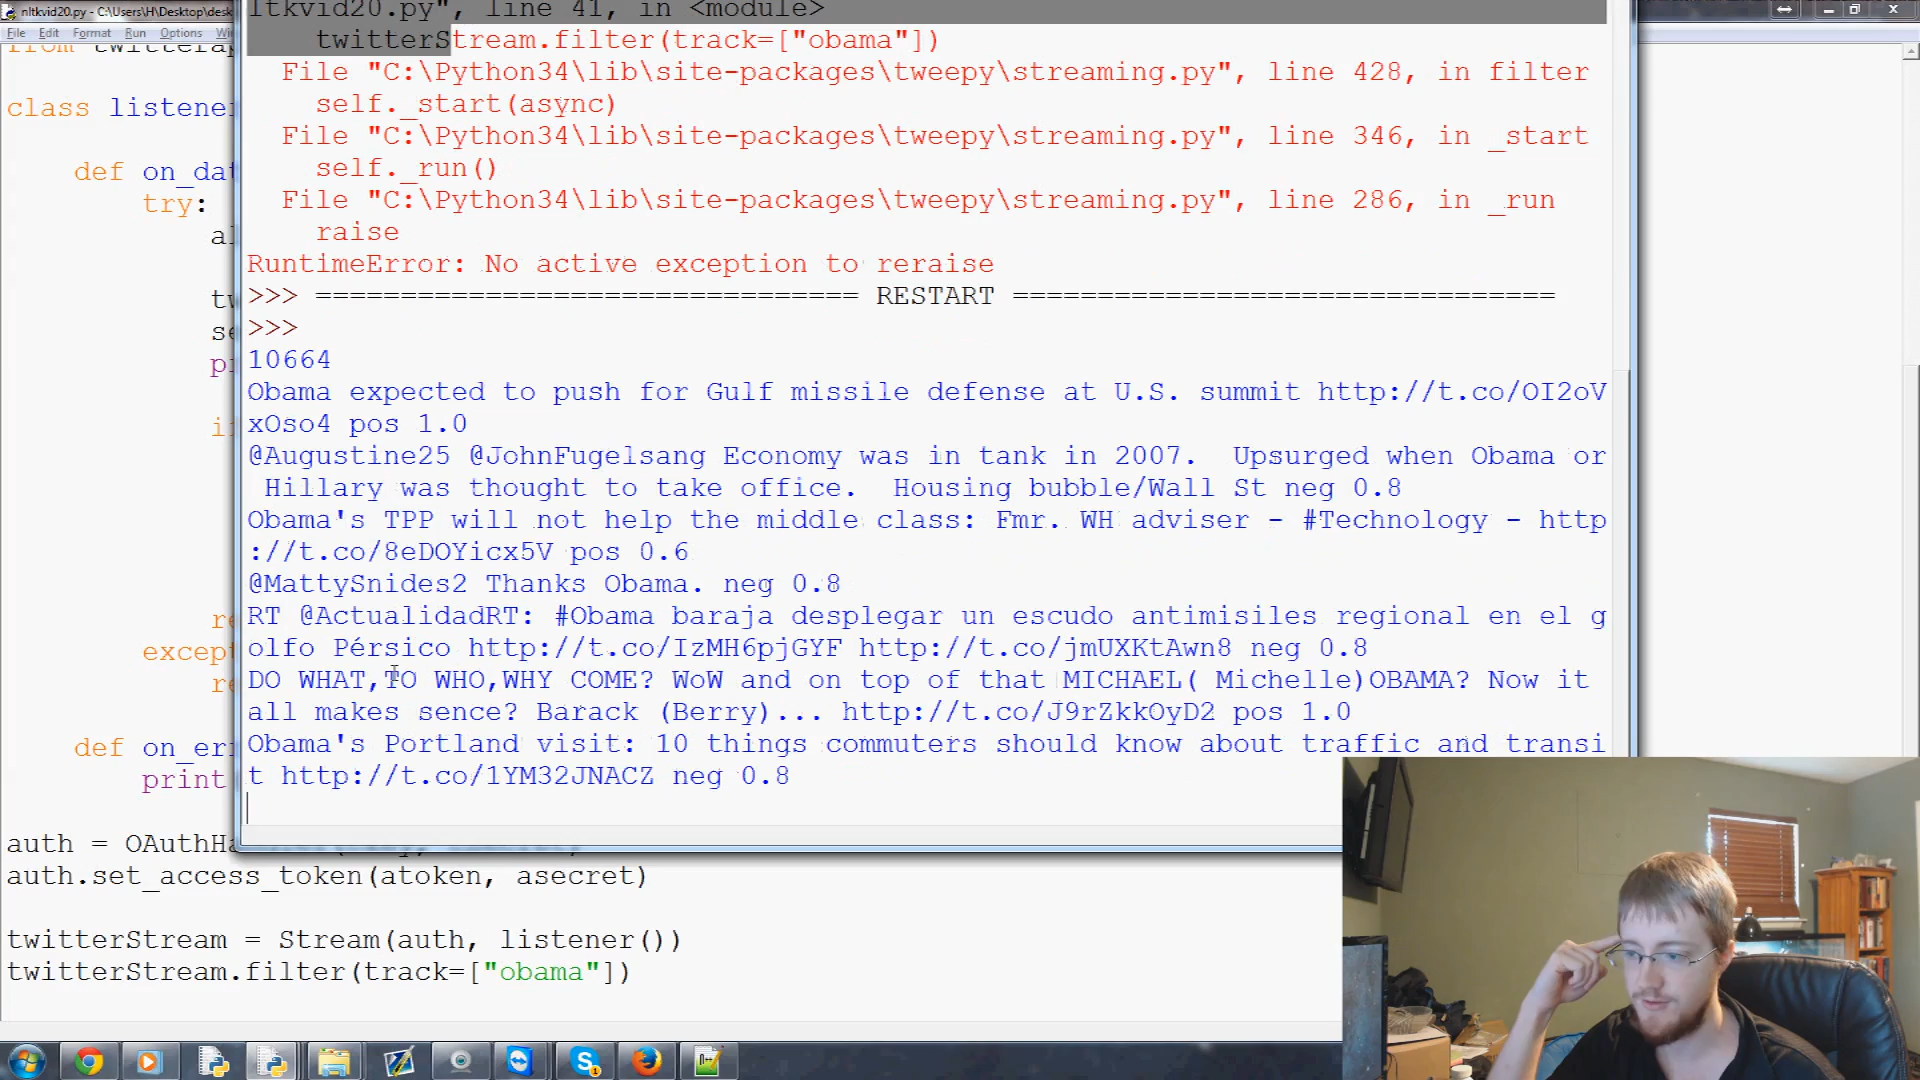 nltkvid20.py - C:\Users\H\Desktop\desk
File Edit Format Run Options
class listene
def on_dat
try:
except
def on_er
print
auth = OAuthHa
auth.set_access_token(atoken, asecret)
twitterStream = Stream(auth, listener())
twitterStream.filter(track=["obama"])
ltkvid20.py", line 41, in <module>
twitterStream.filter(track=["obama"])
File "C:\Python34\lib\site-packages\tweepy\streaming.py", line 428, in filter
self._start(async)
File "C:\Python34\lib\site-packages\tweepy\streaming.py", line 346, in _start
self._run()
File "C:\Python34\lib\site-packages\tweepy\streaming.py", line 286, in _run
raise
RuntimeError: No active exception to reraise
>>> ================================ RESTART ================================
>>>
10664
Obama expected to push for Gulf missile defense at U.S. summit http://t.co/OI2oV
xOso4 pos 1.0
@Augustine25 @JohnFugelsang Economy was in tank in 2007.  Upsurged when Obama or
Hillary was thought to take office.  Housing bubble/Wall St neg 0.8
Obama's TPP will not help the middle class: Fmr. WH adviser - #Technology - http
://t.co/8eDOYicx5V pos 0.6
@MattySnides2 Thanks Obama. neg 0.8
RT @ActualidadRT: #Obama baraja desplegar un escudo antimisiles regional en el g
olfo Pérsico http://t.co/IzMH6pjGYF http://t.co/jmUXKtAwn8 neg 0.8
DO WHAT,TO WHO,WHY COME? WoW and on top of that MICHAEL( Michelle)OBAMA? Now it
all makes sence? Barack (Berry)... http://t.co/J9rZkkOyD2 pos 1.0
Obama's Portland visit: 10 things commuters should know about traffic and transi
t http://t.co/1YM32JNACZ neg 0.8